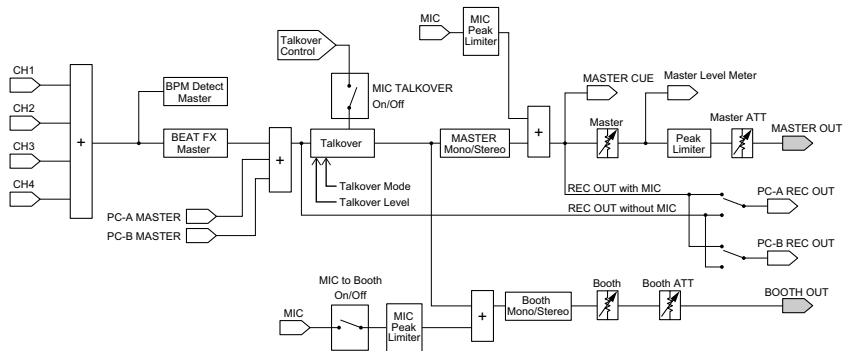 MIC
MIC
Peak
Limiter
Talkover
Control
MIC TALKOVER
On/Off
MASTER CUE
Master Level Meter
CH1
CH2
CH3
CH4
+
BPM Detect
Master
BEAT FX
Master
+
Talkover
MASTER
Mono/Stereo
+
Master
Peak
Limiter
Master ATT
MASTER OUT
Talkover Mode
Talkover Level
PC-A MASTER
PC-B MASTER
REC OUT with MIC
REC OUT without MIC
PC-A REC OUT
PC-B REC OUT
MIC to Booth
On/Off
MIC
MIC
Peak
Limiter
+
Booth
Mono/Stereo
Booth
Booth ATT
BOOTH OUT